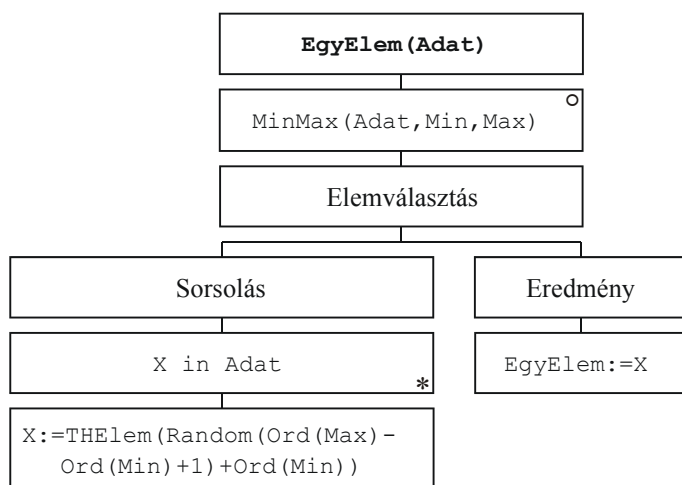 EgyElem(Adat)
MinMax(Adat,Min,Max)
Elemválasztás
Sorsolás
Eredmény
X in Adat
*
EgyElem:=X
X:=THElem(Random(Ord(Max)-
Ord(Min)+1)+Ord(Min))